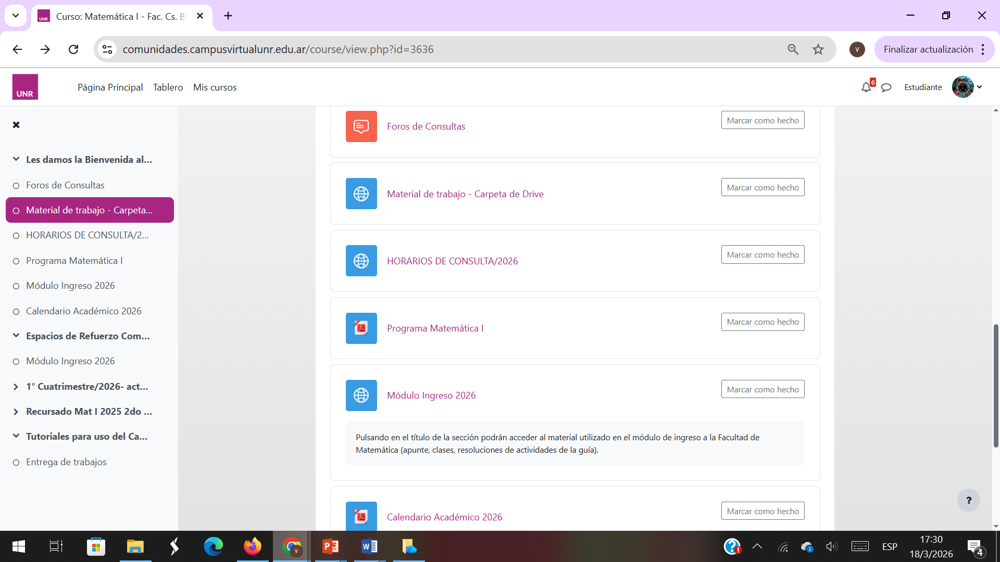 Curso: Matemática I - Fac. Cs. Bi
comunidades.campusvirtualunr.edu.ar/course/view.php?id=3636
V
Finalizar actualización
UNR
Página Principal
Tablero
Mis cursos
6
Estudiante
Les damos la Bienvenida al...
Foros de Consultas
Material de trabajo - Carpeta...
HORARIOS DE CONSULTA/2...
Programa Matemática I
Módulo Ingreso 2026
Calendario Académico 2026
Espacios de Refuerzo Com...
Módulo Ingreso 2026
1° Cuatrimestre/2026- act...
Recursado Mat I 2025 2do ...
Tutoriales para uso del Ca...
Entrega de trabajos
Foros de Consultas
Marcar como hecho
Material de trabajo - Carpeta de Drive
Marcar como hecho
HORARIOS DE CONSULTA/2026
Marcar como hecho
Programa Matemática I
Marcar como hecho
Módulo Ingreso 2026
Marcar como hecho
Pulsando en el título de la sección podrán acceder al material utilizado en el módulo de ingreso a la Facultad de
Matemática (apunte, clases, resoluciones de actividades de la guía).
Calendario Académico 2026
Marcar como hecho
?
ESP
17:30
18/3/2026
4